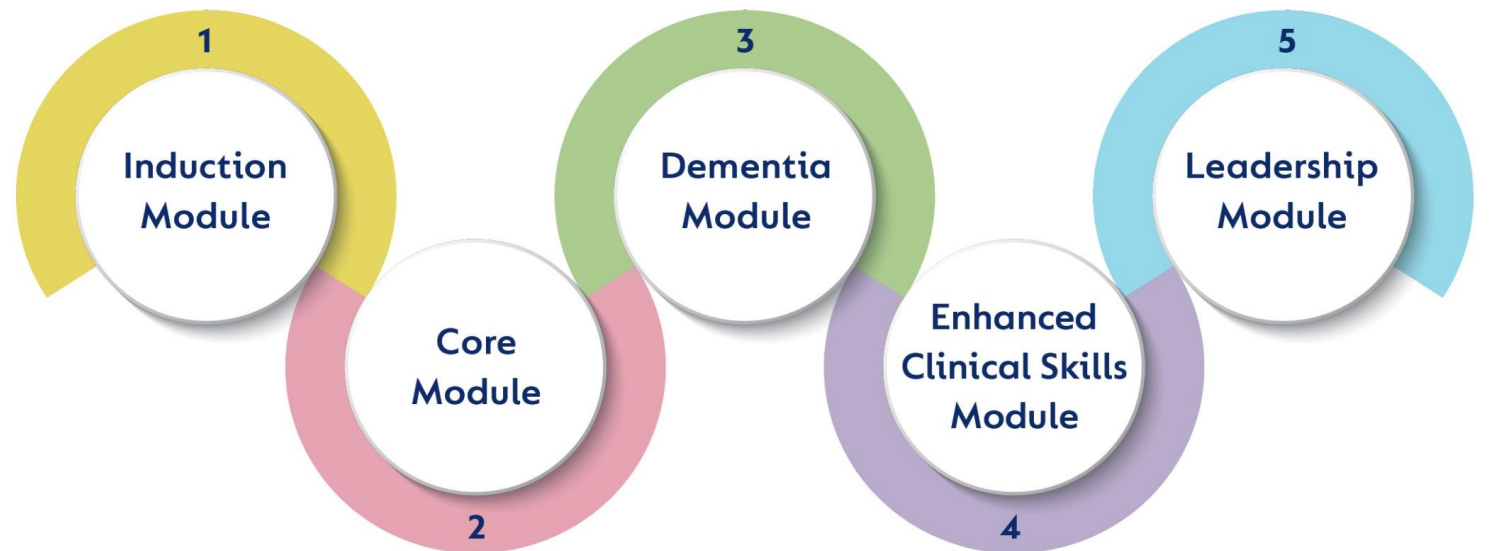 1
Induction
Module
Core
Module
2
3
Dementia
Module
Enhanced
Clinical Skills
Module
4
5
Leadership
Module